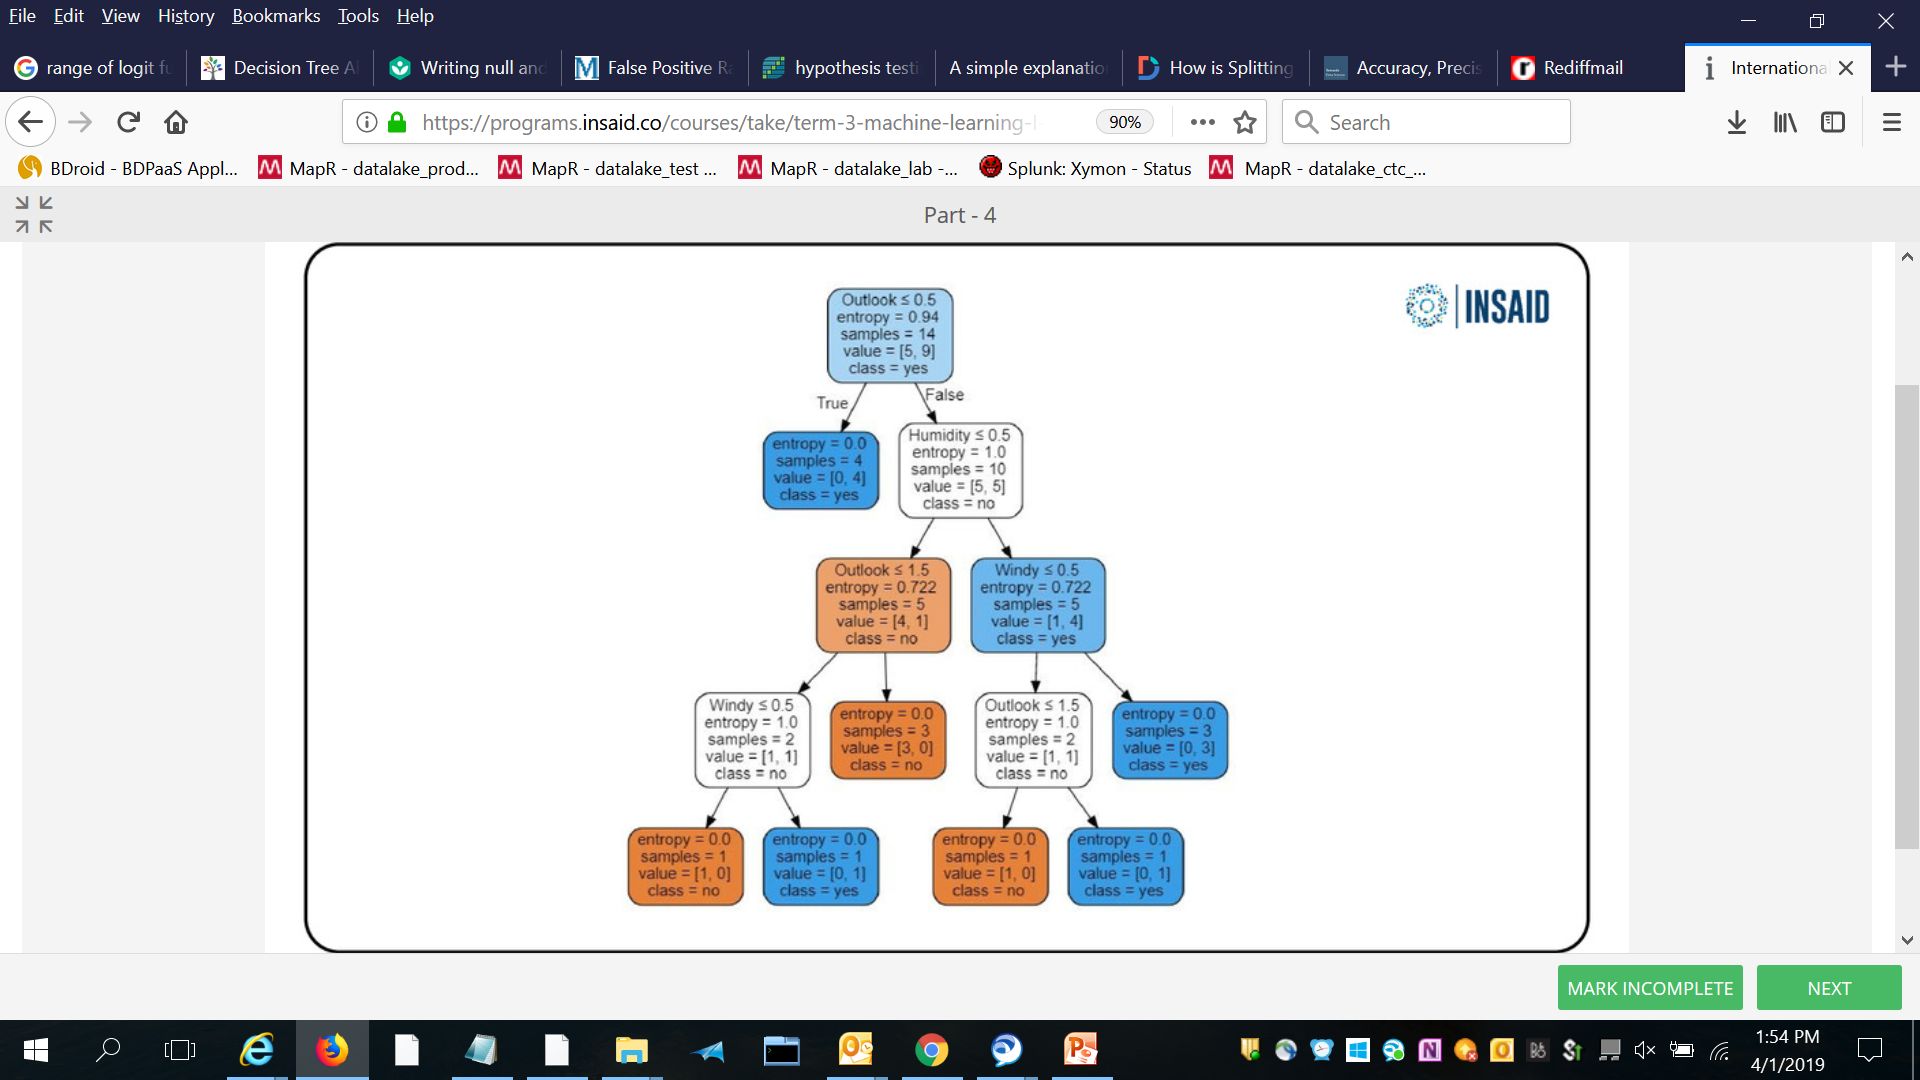 File Edit View History Bookmarks Tools Help
range of logit fu
Decision Tree Al
Writing null and
False Positive Ra
hypothesis testi
A simple explanation
How is Splitting
Accuracy, Precis
Rediffmail
Internationa
https://programs.insaid.co/courses/take/term-3-machine-learning-l
90%
Search
BDroid - BDPaaS Appl...
MapR - datalake_prod...
MapR - datalake_test ...
MapR - datalake_lab -...
Splunk: Xymon - Status
MapR - datalake_ctc_...
Part - 4
INSAID
Outlook ≤ 0.5
entropy = 0.94
samples = 14
value = [5, 9]
class = yes
True
False
entropy = 0.0
samples = 4
value = [0, 4]
class = yes
Humidity ≤ 0.5
entropy = 1.0
samples = 10
value = [5, 5]
class = no
Outlook ≤ 1.5
entropy = 0.722
samples = 5
value = [4, 1]
class = no
Windy ≤ 0.5
entropy = 0.722
samples = 5
value = [1, 4]
class = yes
Windy ≤ 0.5
entropy = 1.0
samples = 2
value = [1, 1]
class = no
entropy = 0.0
samples = 3
value = [3, 0]
class = no
Outlook ≤ 1.5
entropy = 1.0
samples = 2
value = [1, 1]
class = no
entropy = 0.0
samples = 3
value = [0, 3]
class = yes
entropy = 0.0
samples = 1
value = [1, 0]
class = no
entropy = 0.0
samples = 1
value = [0, 1]
class = yes
entropy = 0.0
samples = 1
value = [1, 0]
class = no
entropy = 0.0
samples = 1
value = [0, 1]
class = yes
MARK INCOMPLETE
NEXT
1:54 PM
4/1/2019